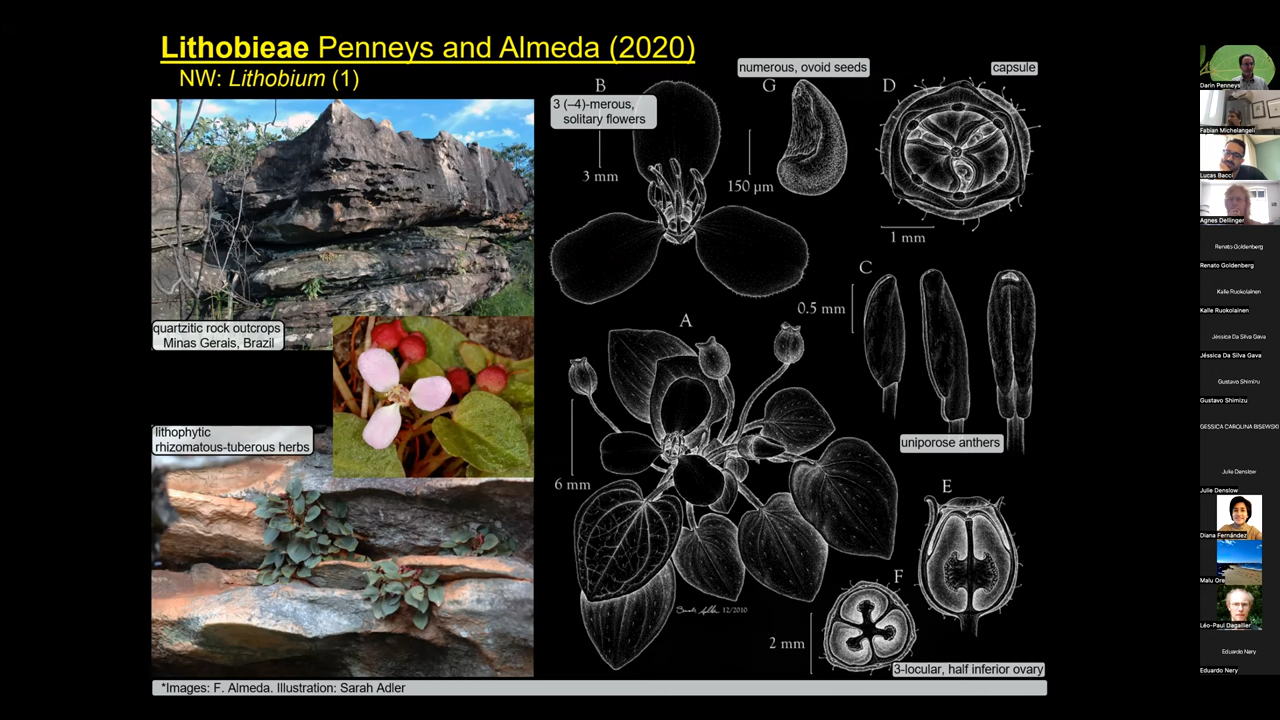 Lithobieae Penneys and Almeda (2020)
NW: Lithobium (1)
quartzitic rock outcrops
Minas Gerais, Brazil
lithophytic
rhizomatous-tuberous herbs
B
3 (–4)-merous,
solitary flowers
3 mm
numerous, ovoid seeds
G
150 µm
D
capsule
1 mm
C
0.5 mm
uniporose anthers
A
6 mm
12/2010
E
F
2 mm
3-locular, half inferior ovary
*Images: F. Almeda. Illustration: Sarah Adler
Darin Penneys
Fabian Michelangeli
Lucas Bacci
Agnes Dellinger
Renato Goldenberg
Renato Goldenberg
Kalle Ruokolainen
Kalle Ruokolainen
Jéssica Da Silva Gava
Jéssica Da Silva Gava
Gustavo Shimizu
Gustavo Shimizu
GESSICA CAROLINA BISEWSKI
Julie Denslow
Julie Denslow
Diana Fernández
Malu Ore
Léo-Paul Dagallier
Eduardo Nery
Eduardo Nery